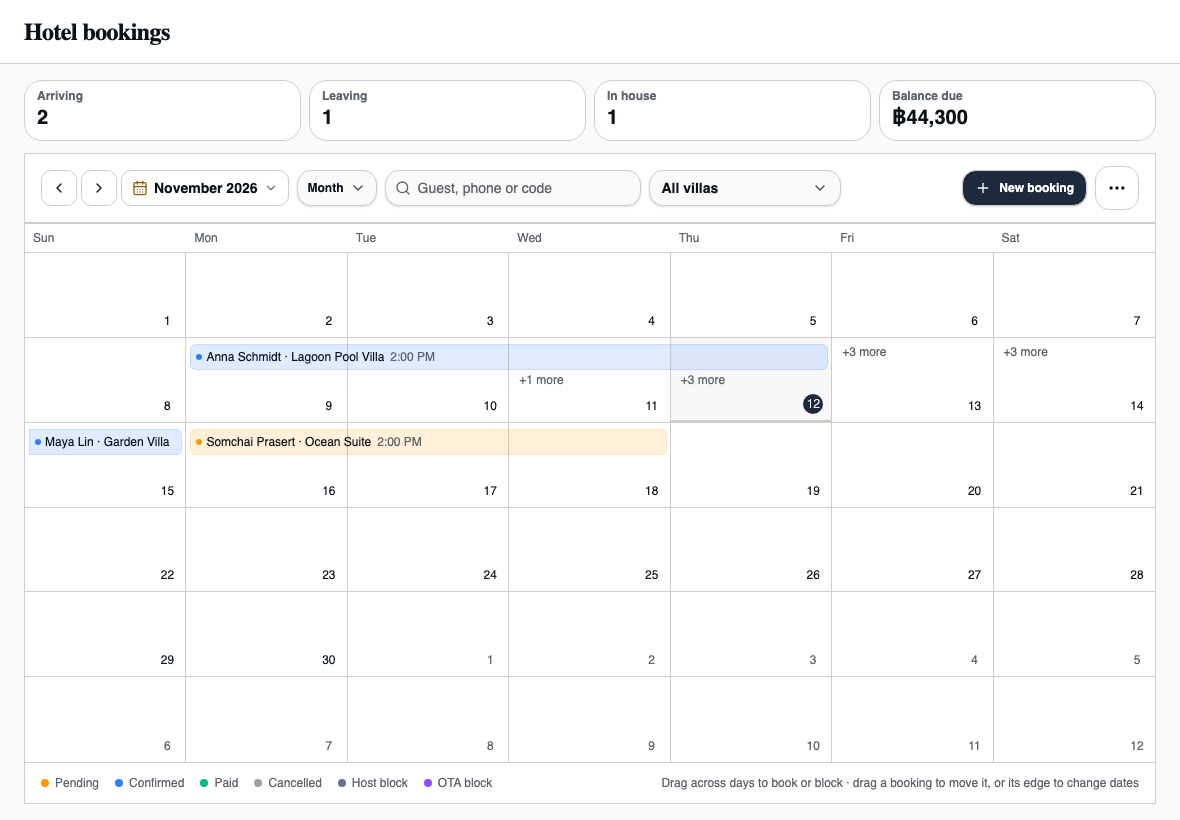 Hotel bookings
Arriving
2
Leaving
1
In house
1
Balance due
฿44,300
November 2026
Month
Guest, phone or code
All villas
New booking
Sun Mon Tue Wed Thu Fri Sat
1 2 3 4 5 6 7
Anna Schmidt · Lagoon Pool Villa 2:00 PM
+3 more
+3 more
+1 more
+3 more
8 9 10 11 12 13 14
Maya Lin · Garden Villa
Somchai Prasert · Ocean Suite 2:00 PM
15 16 17 18 19 20 21
22 23 24 25 26 27 28
29 30 1 2 3 4 5
6 7 8 9 10 11 12
Pending Confirmed Paid Cancelled Host block OTA block
Drag across days to book or block · drag a booking to move it, or its edge to change dates